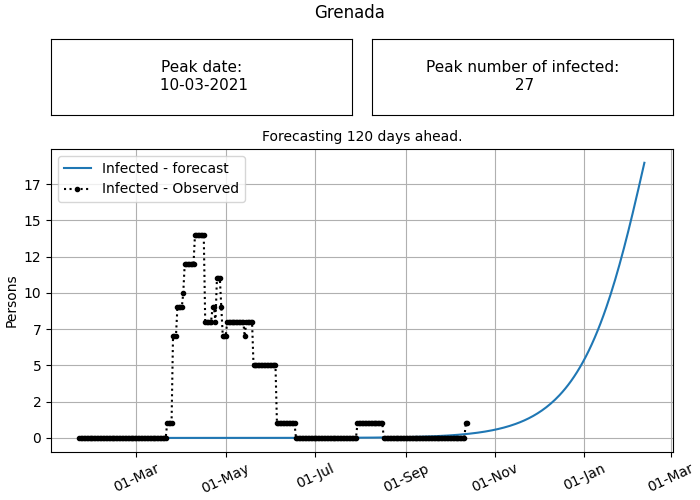 Grenada
Peak date:
10-03-2021
Peak number of infected:
27
Forecasting 120 days ahead.
Infected - forecast
Infected - Observed
Persons
17
15
12
10
7
5
2
0
01-Mar
01-May
01-Jul
01-Sep
01-Nov
01-Jan
01-Mar